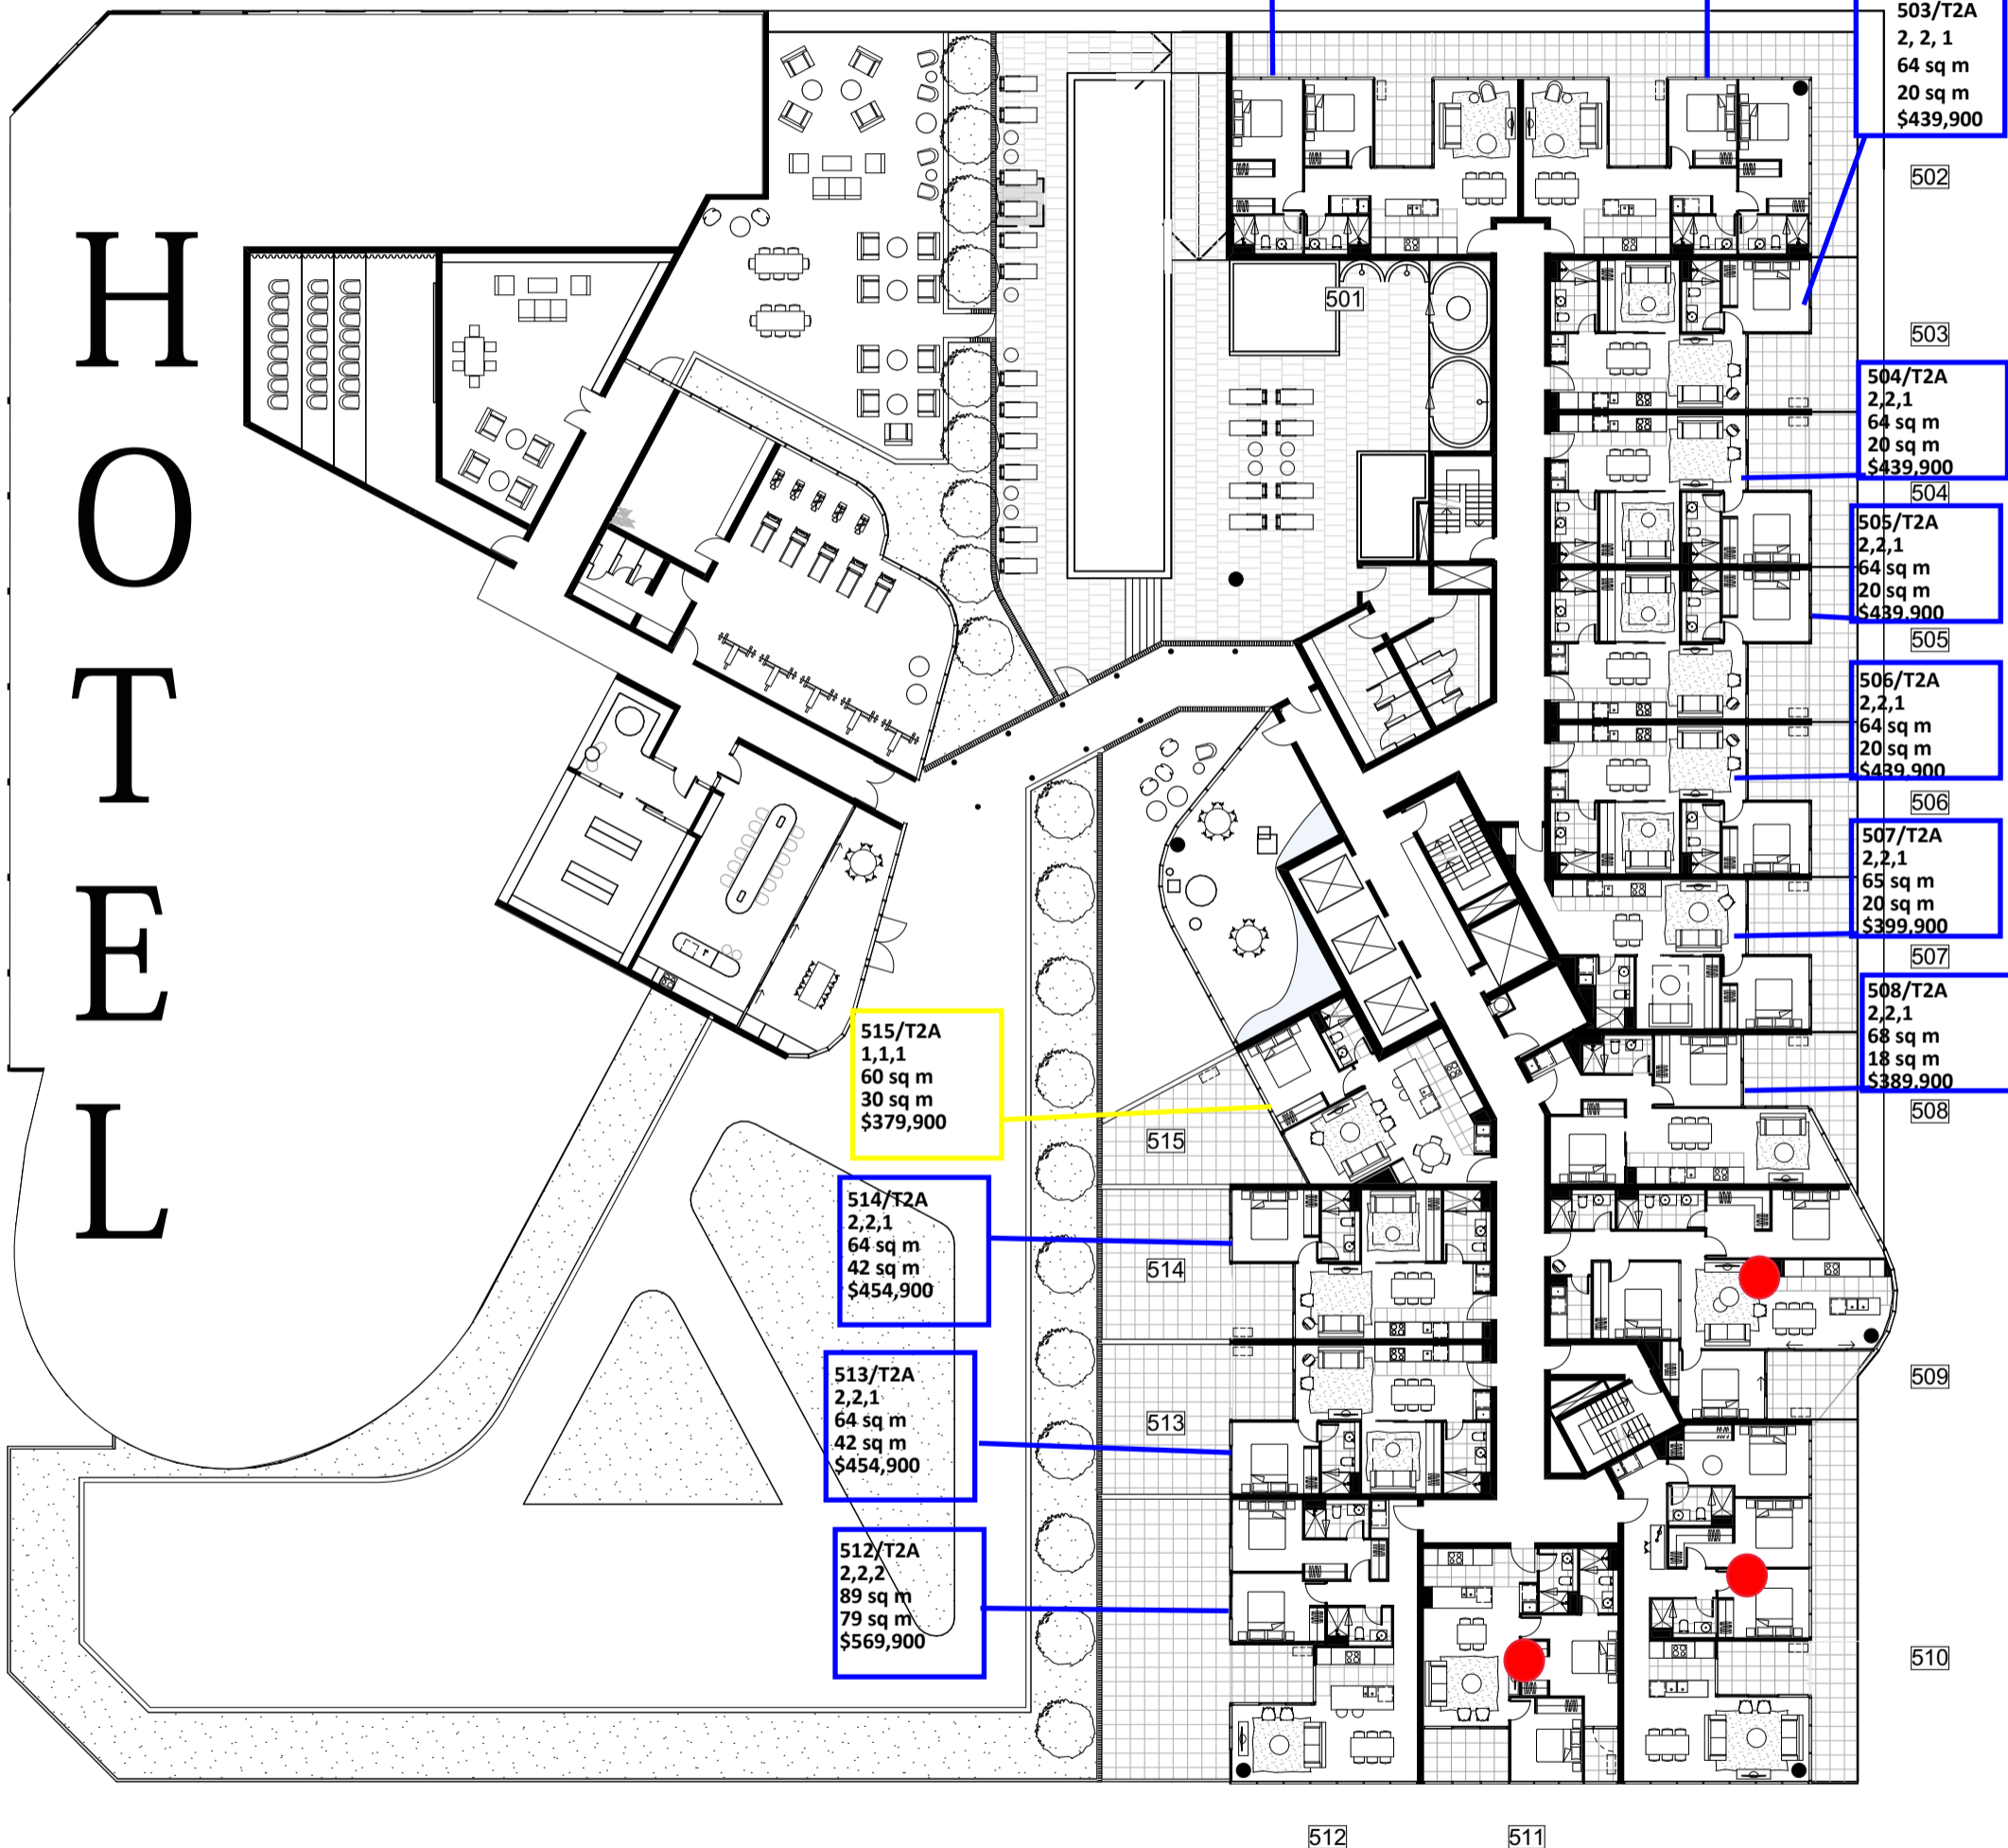 HOTEL
503/T2A
2, 2, 1
64 sq m
20 sq m
$439,900
502
501
503
504/T2A
2,2,1
64 sq m
20 sq m
$439,900
504
505/T2A
2,2,1
64 sq m
20 sq m
$439,900
505
506/T2A
2,2,1
64 sq m
20 sq m
$439,900
506
507/T2A
2,2,1
65 sq m
20 sq m
$399,900
507
508/T2A
2,2,1
68 sq m
18 sq m
$389,900
508
515/T2A
1,1,1
60 sq m
30 sq m
$379,900
515
514/T2A
2,2,1
64 sq m
42 sq m
$454,900
514
513/T2A
2,2,1
64 sq m
42 sq m
$454,900
513
509
512/T2A
2,2,2
89 sq m
79 sq m
$569,900
510
512
511